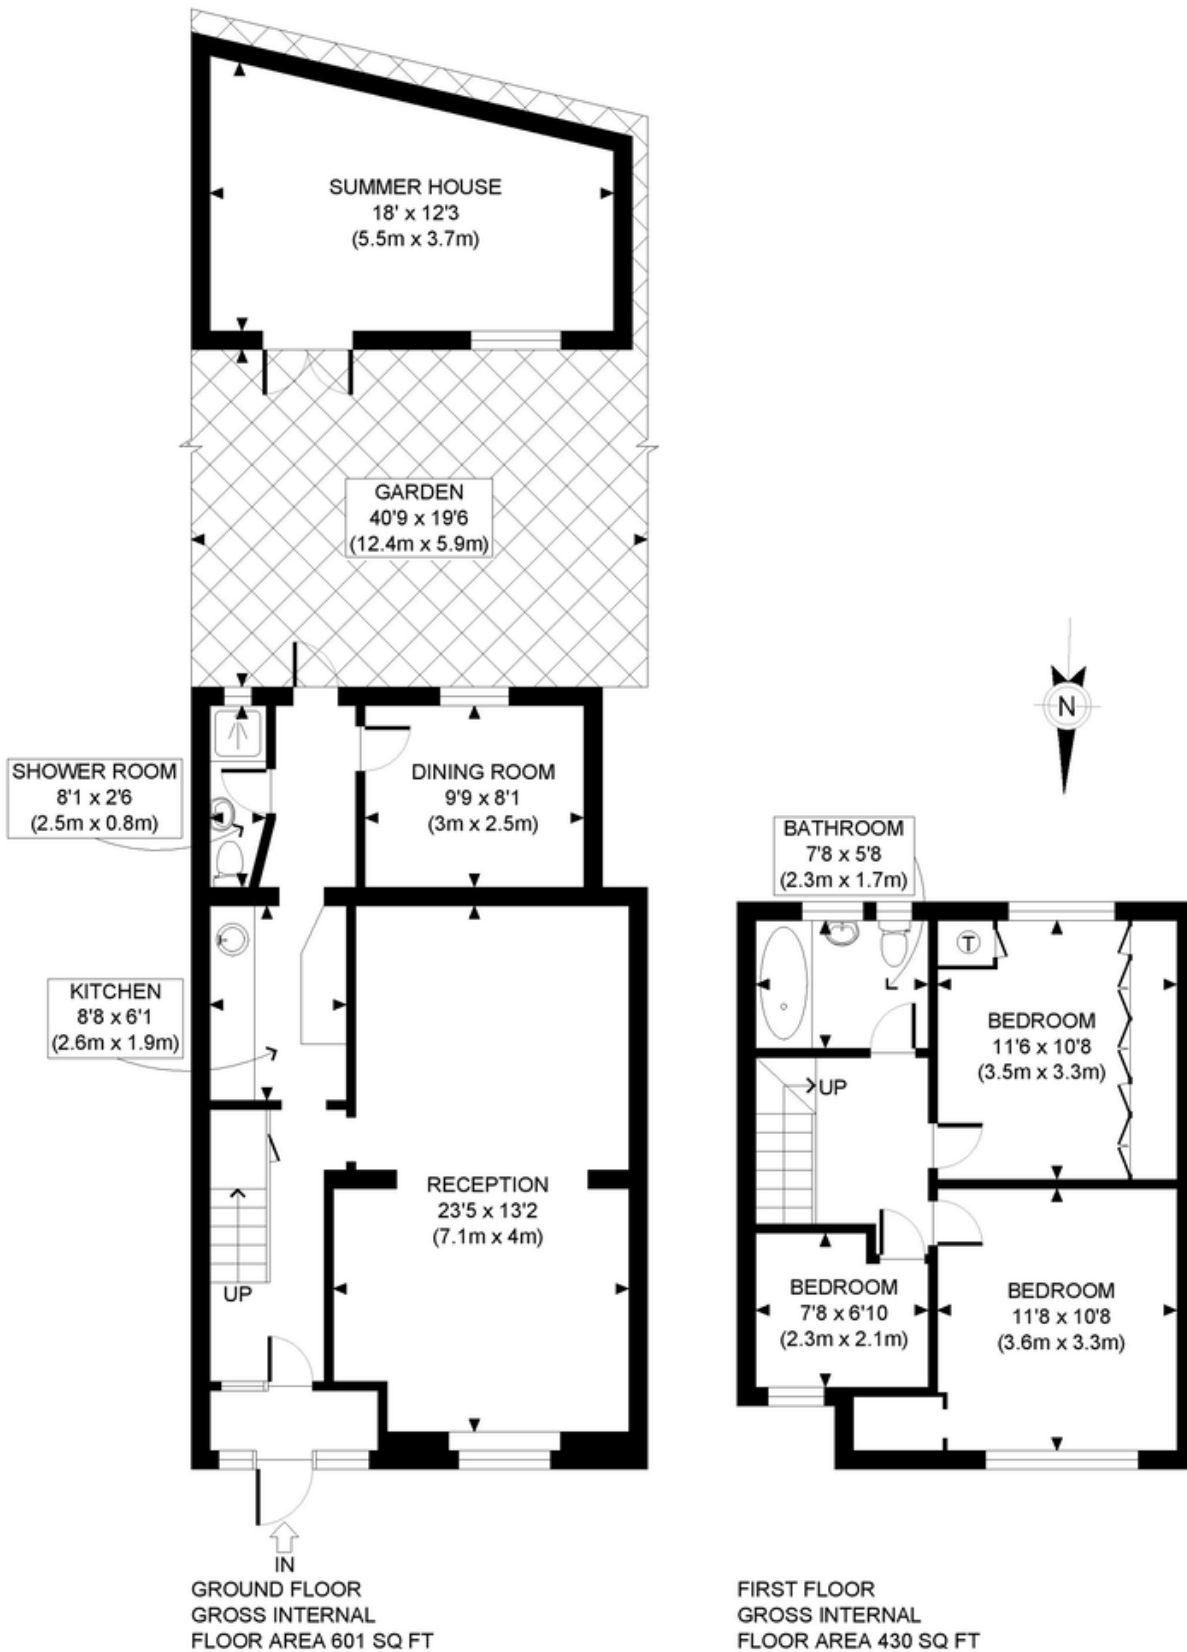 SUMMER HOUSE
18' x 12'3
(5.5m x 3.7m)
GARDEN
40'9 x 19'6
(12.4m x 5.9m)
SHOWER ROOM
8'1 x 2'6
(2.5m x 0.8m)
DINING ROOM
9'9 x 8'1
(3m x 2.5m)
KITCHEN
8'8 x 6'1
(2.6m x 1.9m)
RECEPTION
23'5 x 13'2
(7.1m x 4m)
UP
IN
GROUND FLOOR
GROSS INTERNAL
FLOOR AREA 601 SQ FT
N
BATHROOM
7'8 x 5'8
(2.3m x 1.7m)
T
BEDROOM
11'6 x 10'8
(3.5m x 3.3m)
UP
BEDROOM
7'8 x 6'10
(2.3m x 2.1m)
BEDROOM
11'8 x 10'8
(3.6m x 3.3m)
FIRST FLOOR
GROSS INTERNAL
FLOOR AREA 430 SQ FT